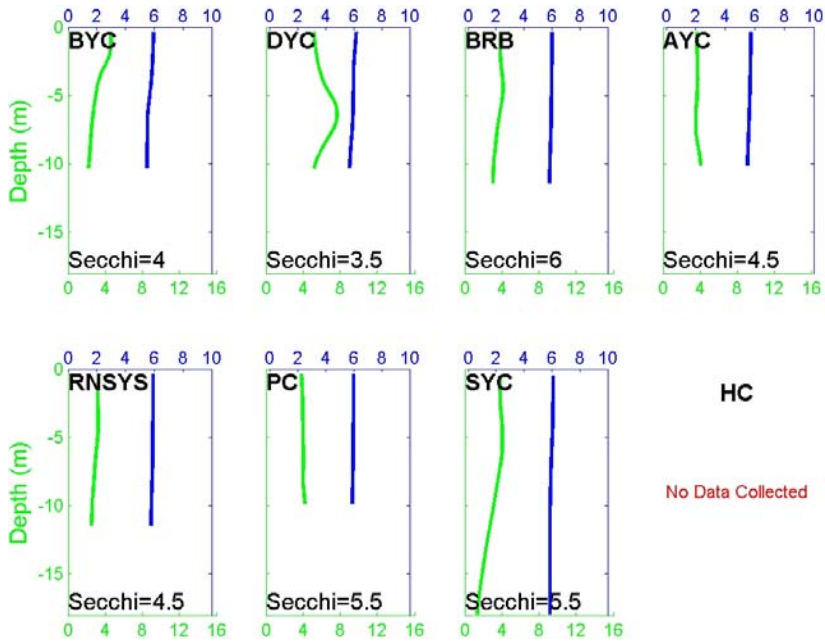 0 2 4 6 8 10 0 2 4 6 8 10 0 2 4 6 8 10 0 2 4 6 8 10
0
-5
-10
-15
Depth (m)
BYC DYC BRB AYC
Secchi=4 Secchi=3.5 Secchi=6 Secchi=4.5
0 4 8 12 16 0 4 8 12 16 0 4 8 12 16 0 4 8 12 16
0 2 4 6 8 10 0 2 4 6 8 10 0 2 4 6 8 10
0
-5
-10
-15
Depth (m)
RNSYS PC SYC HC
No Data Collected
Secchi=4.5 Secchi=5.5 Secchi=5.5
0 4 8 12 16 0 4 8 12 16 0 4 8 12 16